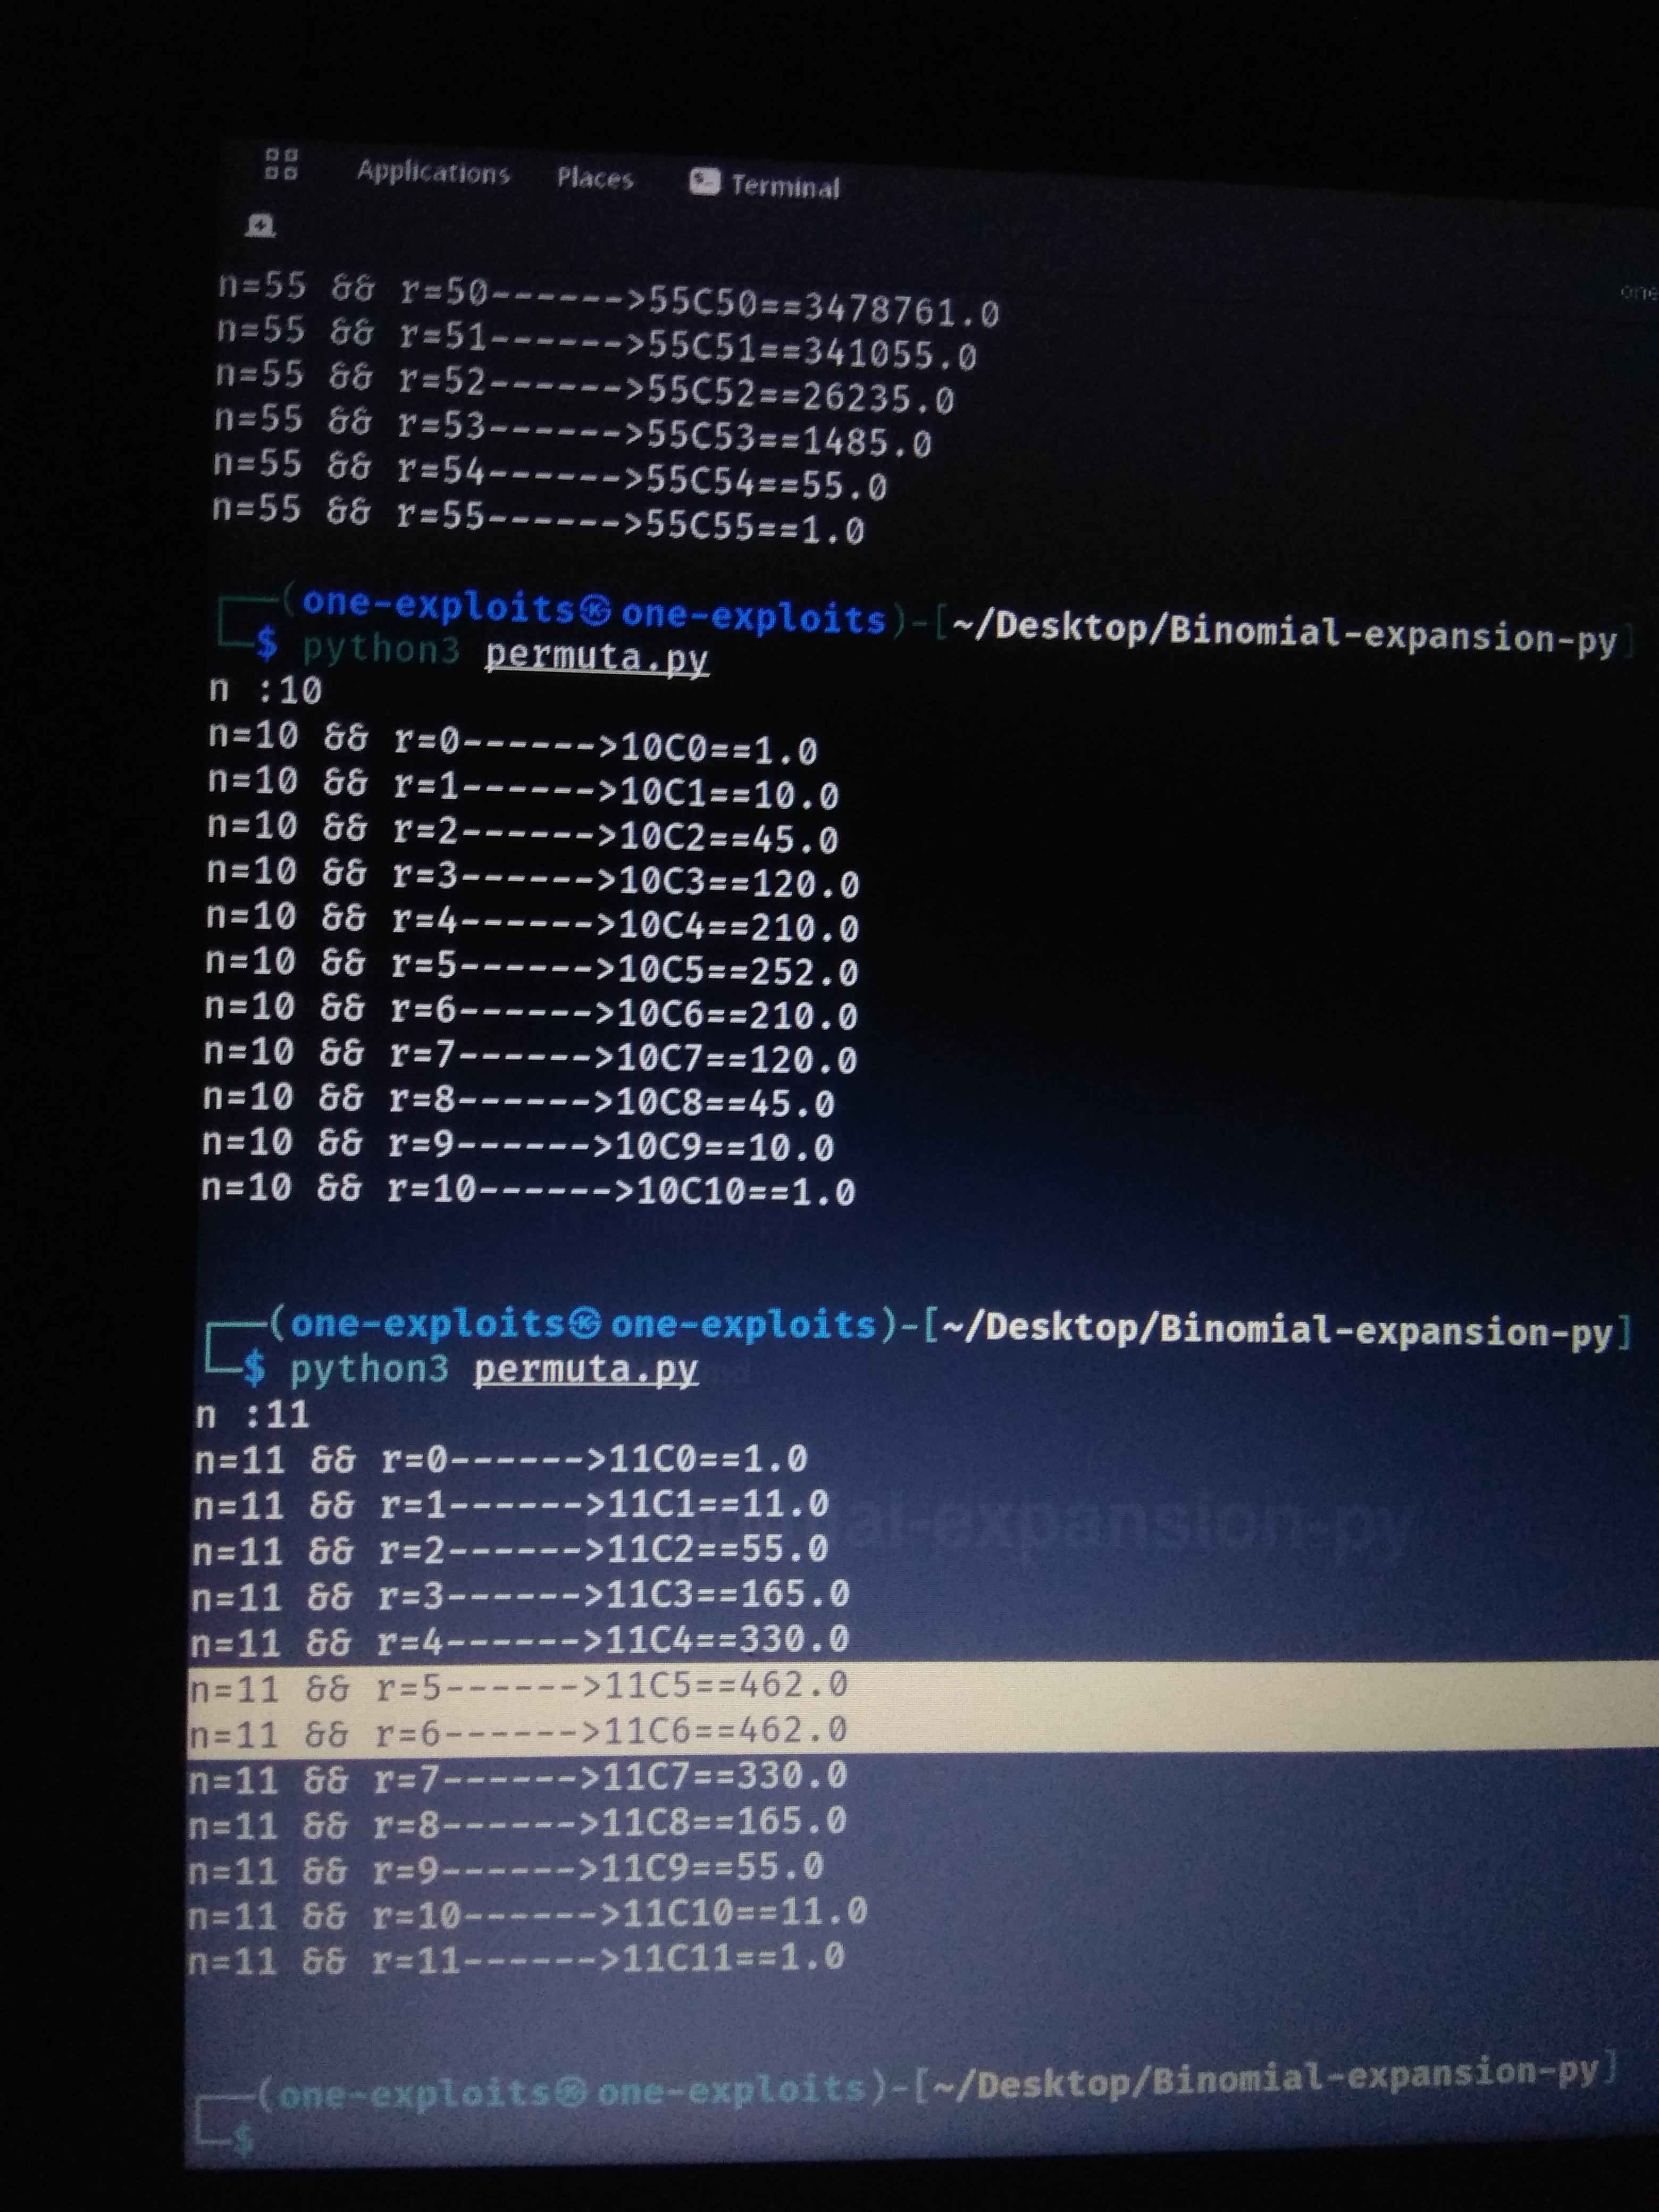 Applications Places Terminal
one
n=55 && r=50------>55C50==3478761.0
n=55 && r=51------>55C51==341055.0
n=55 && r=52------>55C52==26235.0
n=55 && r=53------>55C53==1485.0
n=55 && r=54------>55C54==55.0
n=55 && r=55------>55C55==1.0
┌──(one-exploits㉿one-exploits)-[~/Desktop/Binomial-expansion-py]
└─$ python3 permuta.py
n :10
n=10 && r=0------>10C0==1.0
n=10 && r=1------>10C1==10.0
n=10 && r=2------>10C2==45.0
n=10 && r=3------>10C3==120.0
n=10 && r=4------>10C4==210.0
n=10 && r=5------>10C5==252.0
n=10 && r=6------>10C6==210.0
n=10 && r=7------>10C7==120.0
n=10 && r=8------>10C8==45.0
n=10 && r=9------>10C9==10.0
n=10 && r=10------>10C10==1.0
┌──(one-exploits㉿one-exploits)-[~/Desktop/Binomial-expansion-py]
└─$ python3 permuta.py
n :11
n=11 && r=0------>11C0==1.0
n=11 && r=1------>11C1==11.0
n=11 && r=2------>11C2==55.0
n=11 && r=3------>11C3==165.0
n=11 && r=4------>11C4==330.0
n=11 && r=5------>11C5==462.0
n=11 && r=6------>11C6==462.0
n=11 && r=7------>11C7==330.0
n=11 && r=8------>11C8==165.0
n=11 && r=9------>11C9==55.0
n=11 && r=10------>11C10==11.0
n=11 && r=11------>11C11==1.0
al-expansion-py
┌──(one-exploits㉿one-exploits)-[~/Desktop/Binomial-expansion-py]
└─$